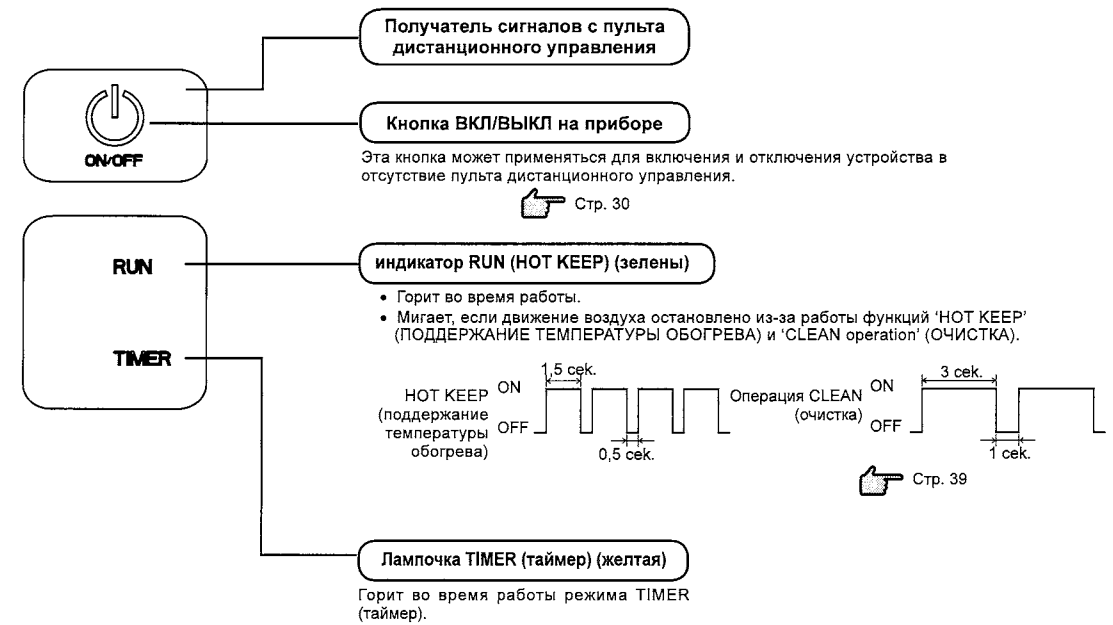 Получатель сигналов с пульта
дистанционного управления
Кнопка ВКЛ/ВЫКЛ на приборе
ON/OFF
Эта кнопка может применяться для включения и отключения устройства в
отсутствие пульта дистанционного управления.
Стр. 30
RUN
индикатор RUN (HOT KEEP) (зелены)
• Горит во время работы.
• Мигает, если движение воздуха остановлено из-за работы функций 'HOT KEEP'
(ПОДДЕРЖАНИЕ ТЕМПЕРАТУРЫ ОБОГРЕВА) и 'CLEAN operation' (ОЧИСТКА).
TIMER
HOT KEEP
(поддержание
температуры
обогрева)
ON
OFF
1,5 сек.
0,5 сек.
Операция CLEAN
(очистка)
ON
OFF
3 сек.
1 сек.
Стр. 39
Лампочка TIMER (таймер) (желтая)
Горит во время работы режима TIMER
(таймер).